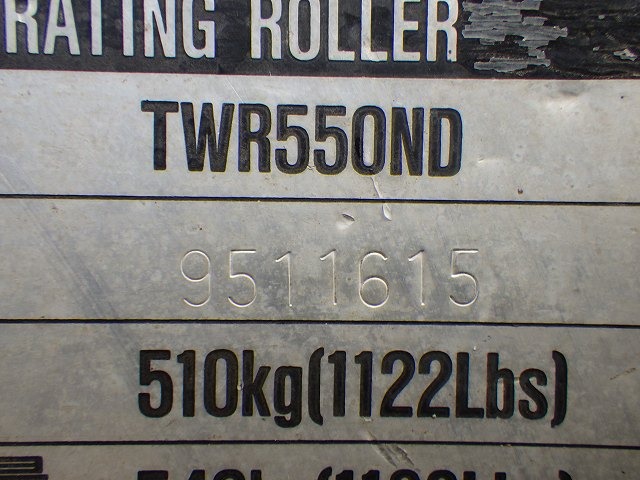 RATING ROLLER
TWR550ND
9511615
510kg(1122Lbs)